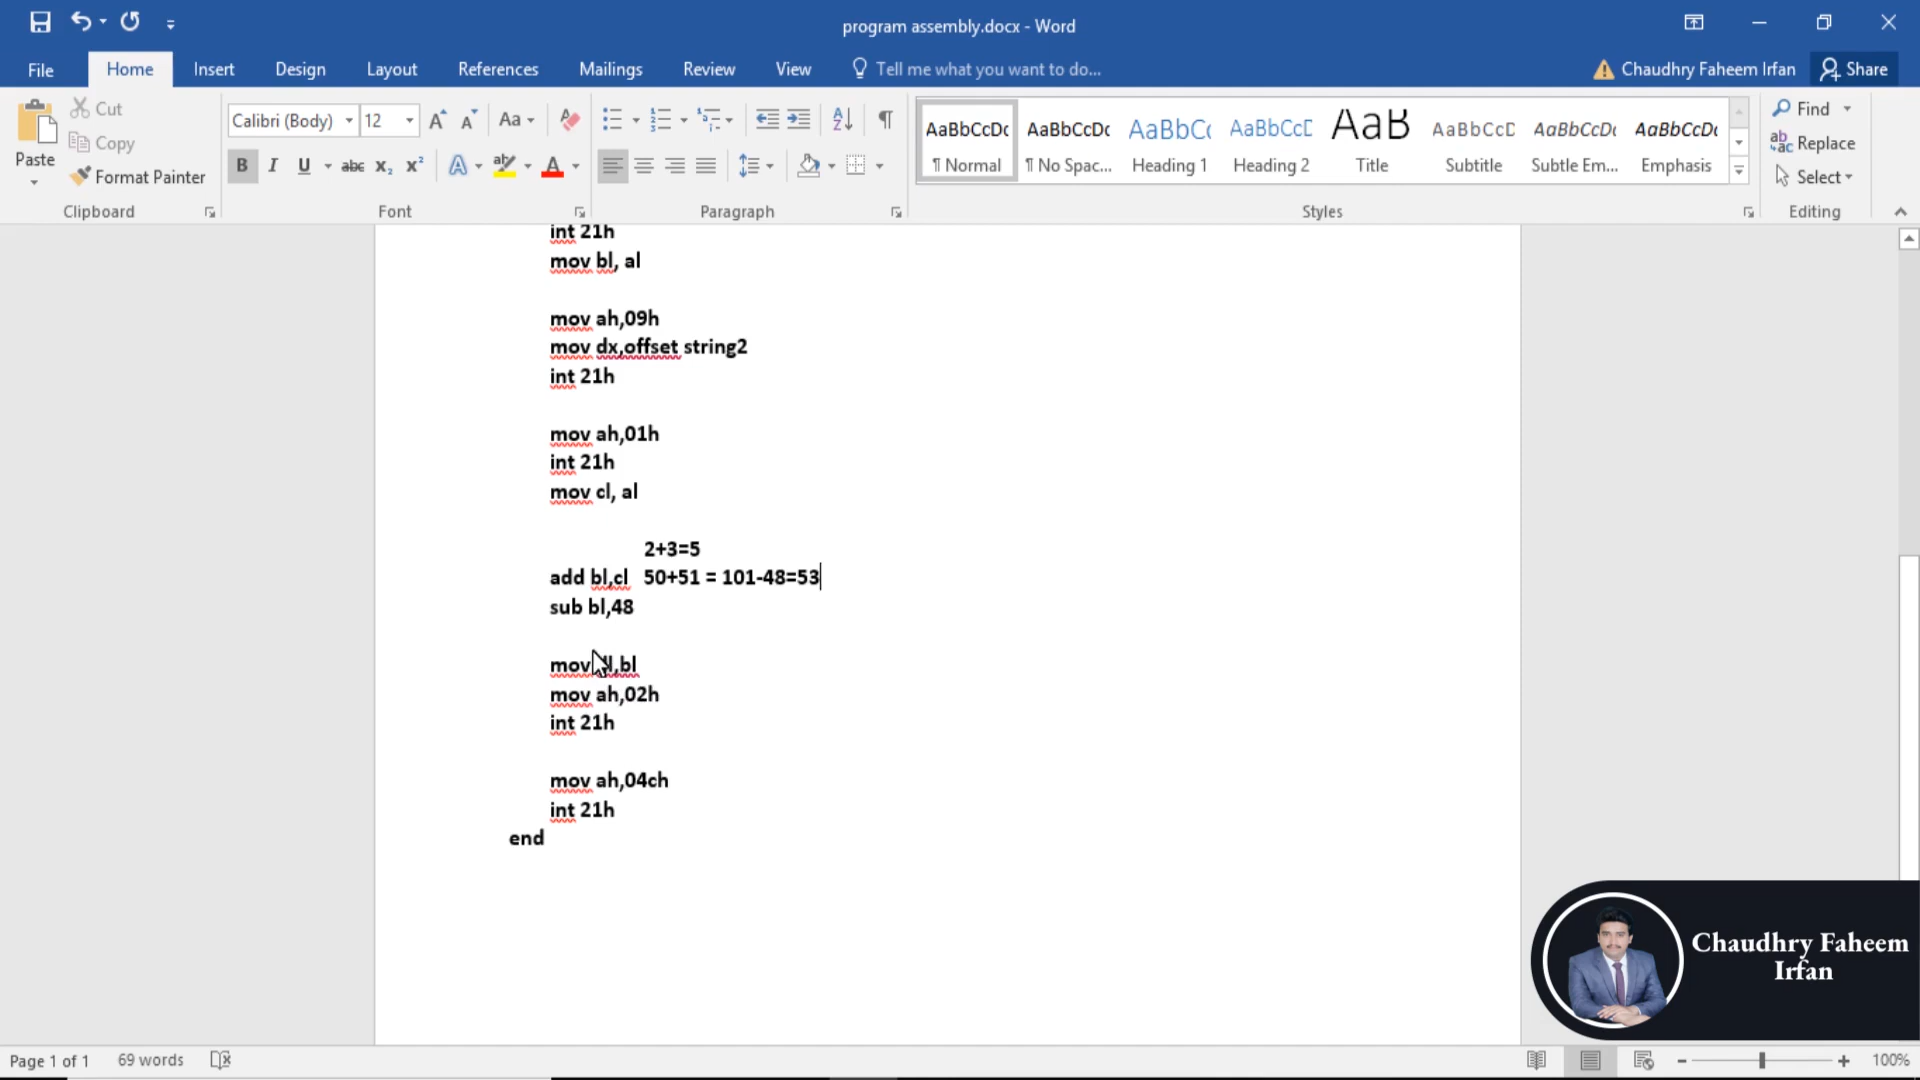 program assembly.docx - Word
File Home Insert Design Layout References Mailings Review View Tell me what you want to do... Chaudhry Faheem Irfan Share
Paste
Cut
Copy
Format Painter
Clipboard
Calibri (Body) 12
Font
Paragraph
AaBbCcDc AaBbCcDc AaBbC AaBbCcD AaB AaBbCcD AaBbCcDc AaBbCcDc
¶ Normal ¶ No Spac... Heading 1 Heading 2 Title Subtitle Subtle Em... Emphasis
Styles
Find
Replace
Select
Editing
int 21h
mov bl, al
mov ah,09h
mov dx,offset string2
int 21h
mov ah,01h
int 21h
mov cl, al
2+3=5
add bl,cl 50+51 = 101-48=53
sub bl,48
mov
mov ah,02h
int 21h
mov ah,04ch
int 21h
end
Chaudhry Faheem
Irfan
Page 1 of 1 69 words 100%